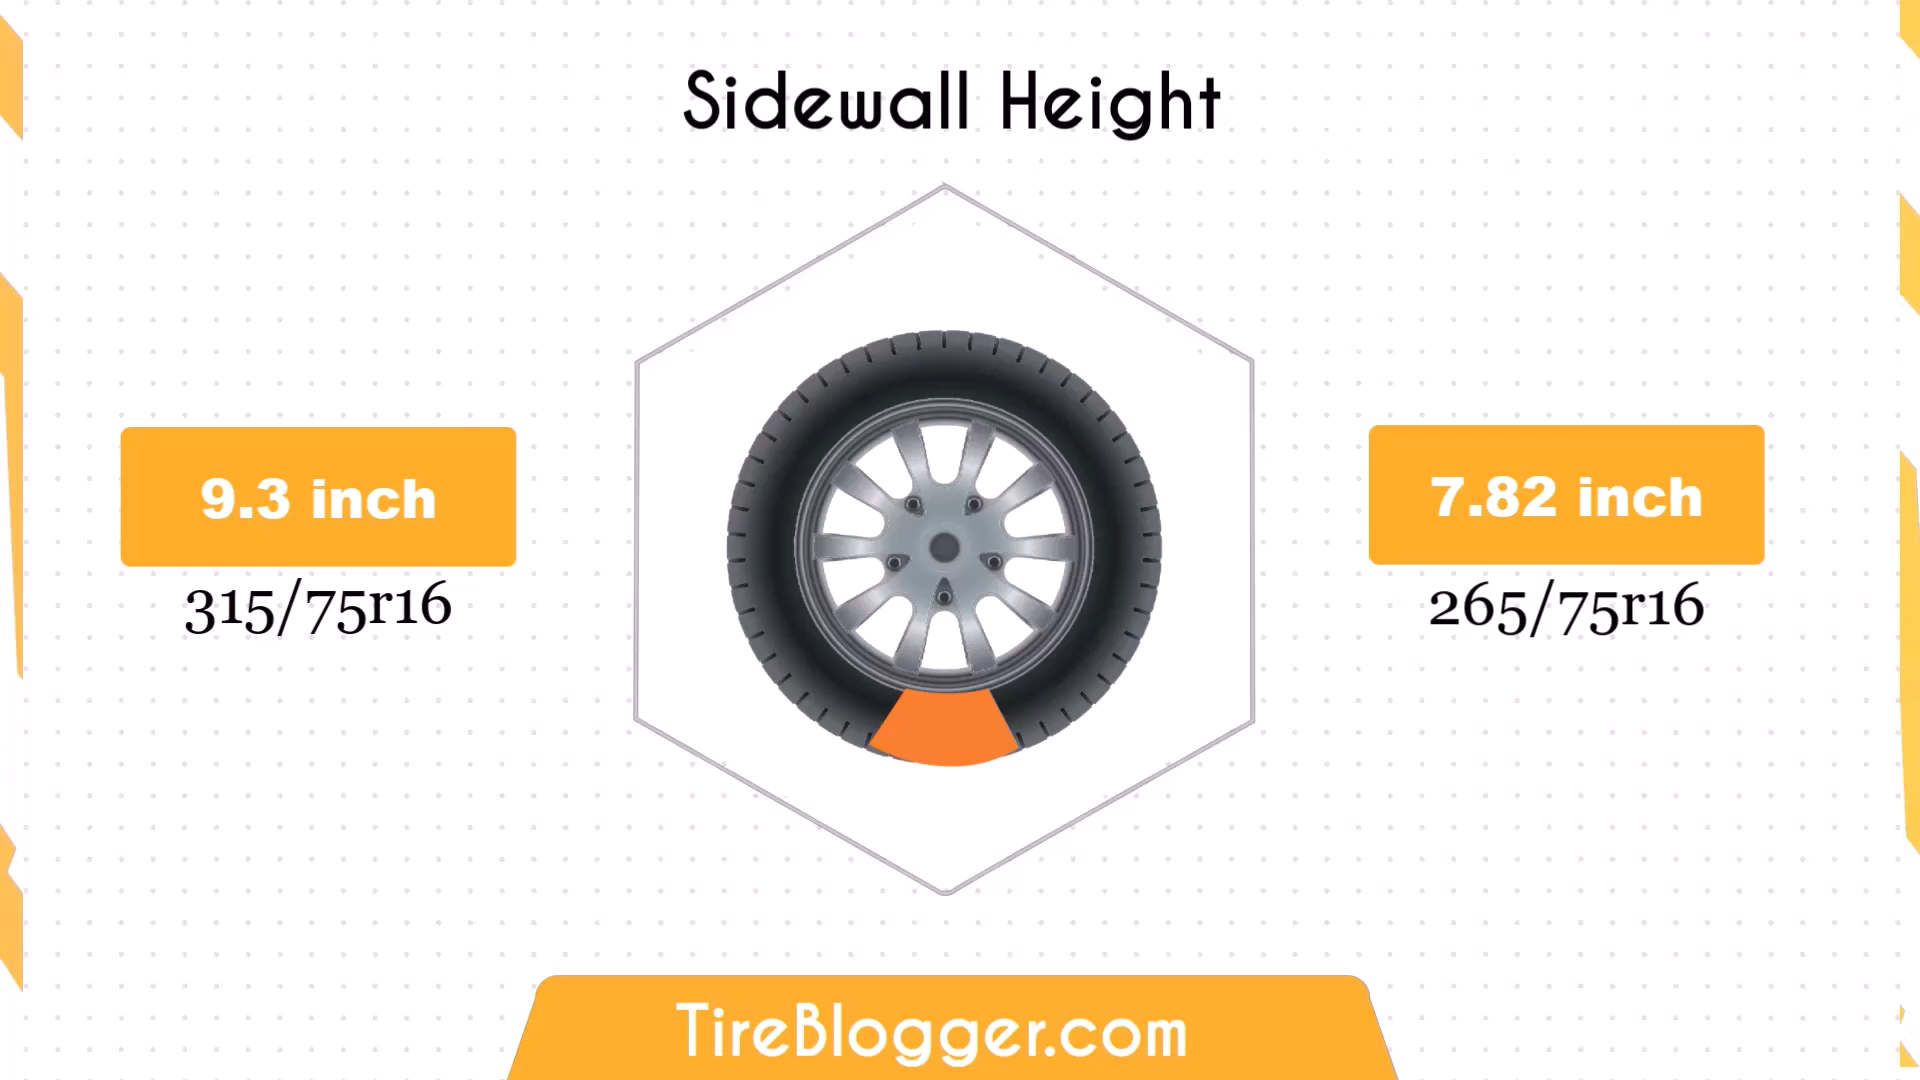 Sidewall Height
9.3 inch
315/75r16
7.82 inch
265/75r16
TireBlogger.com